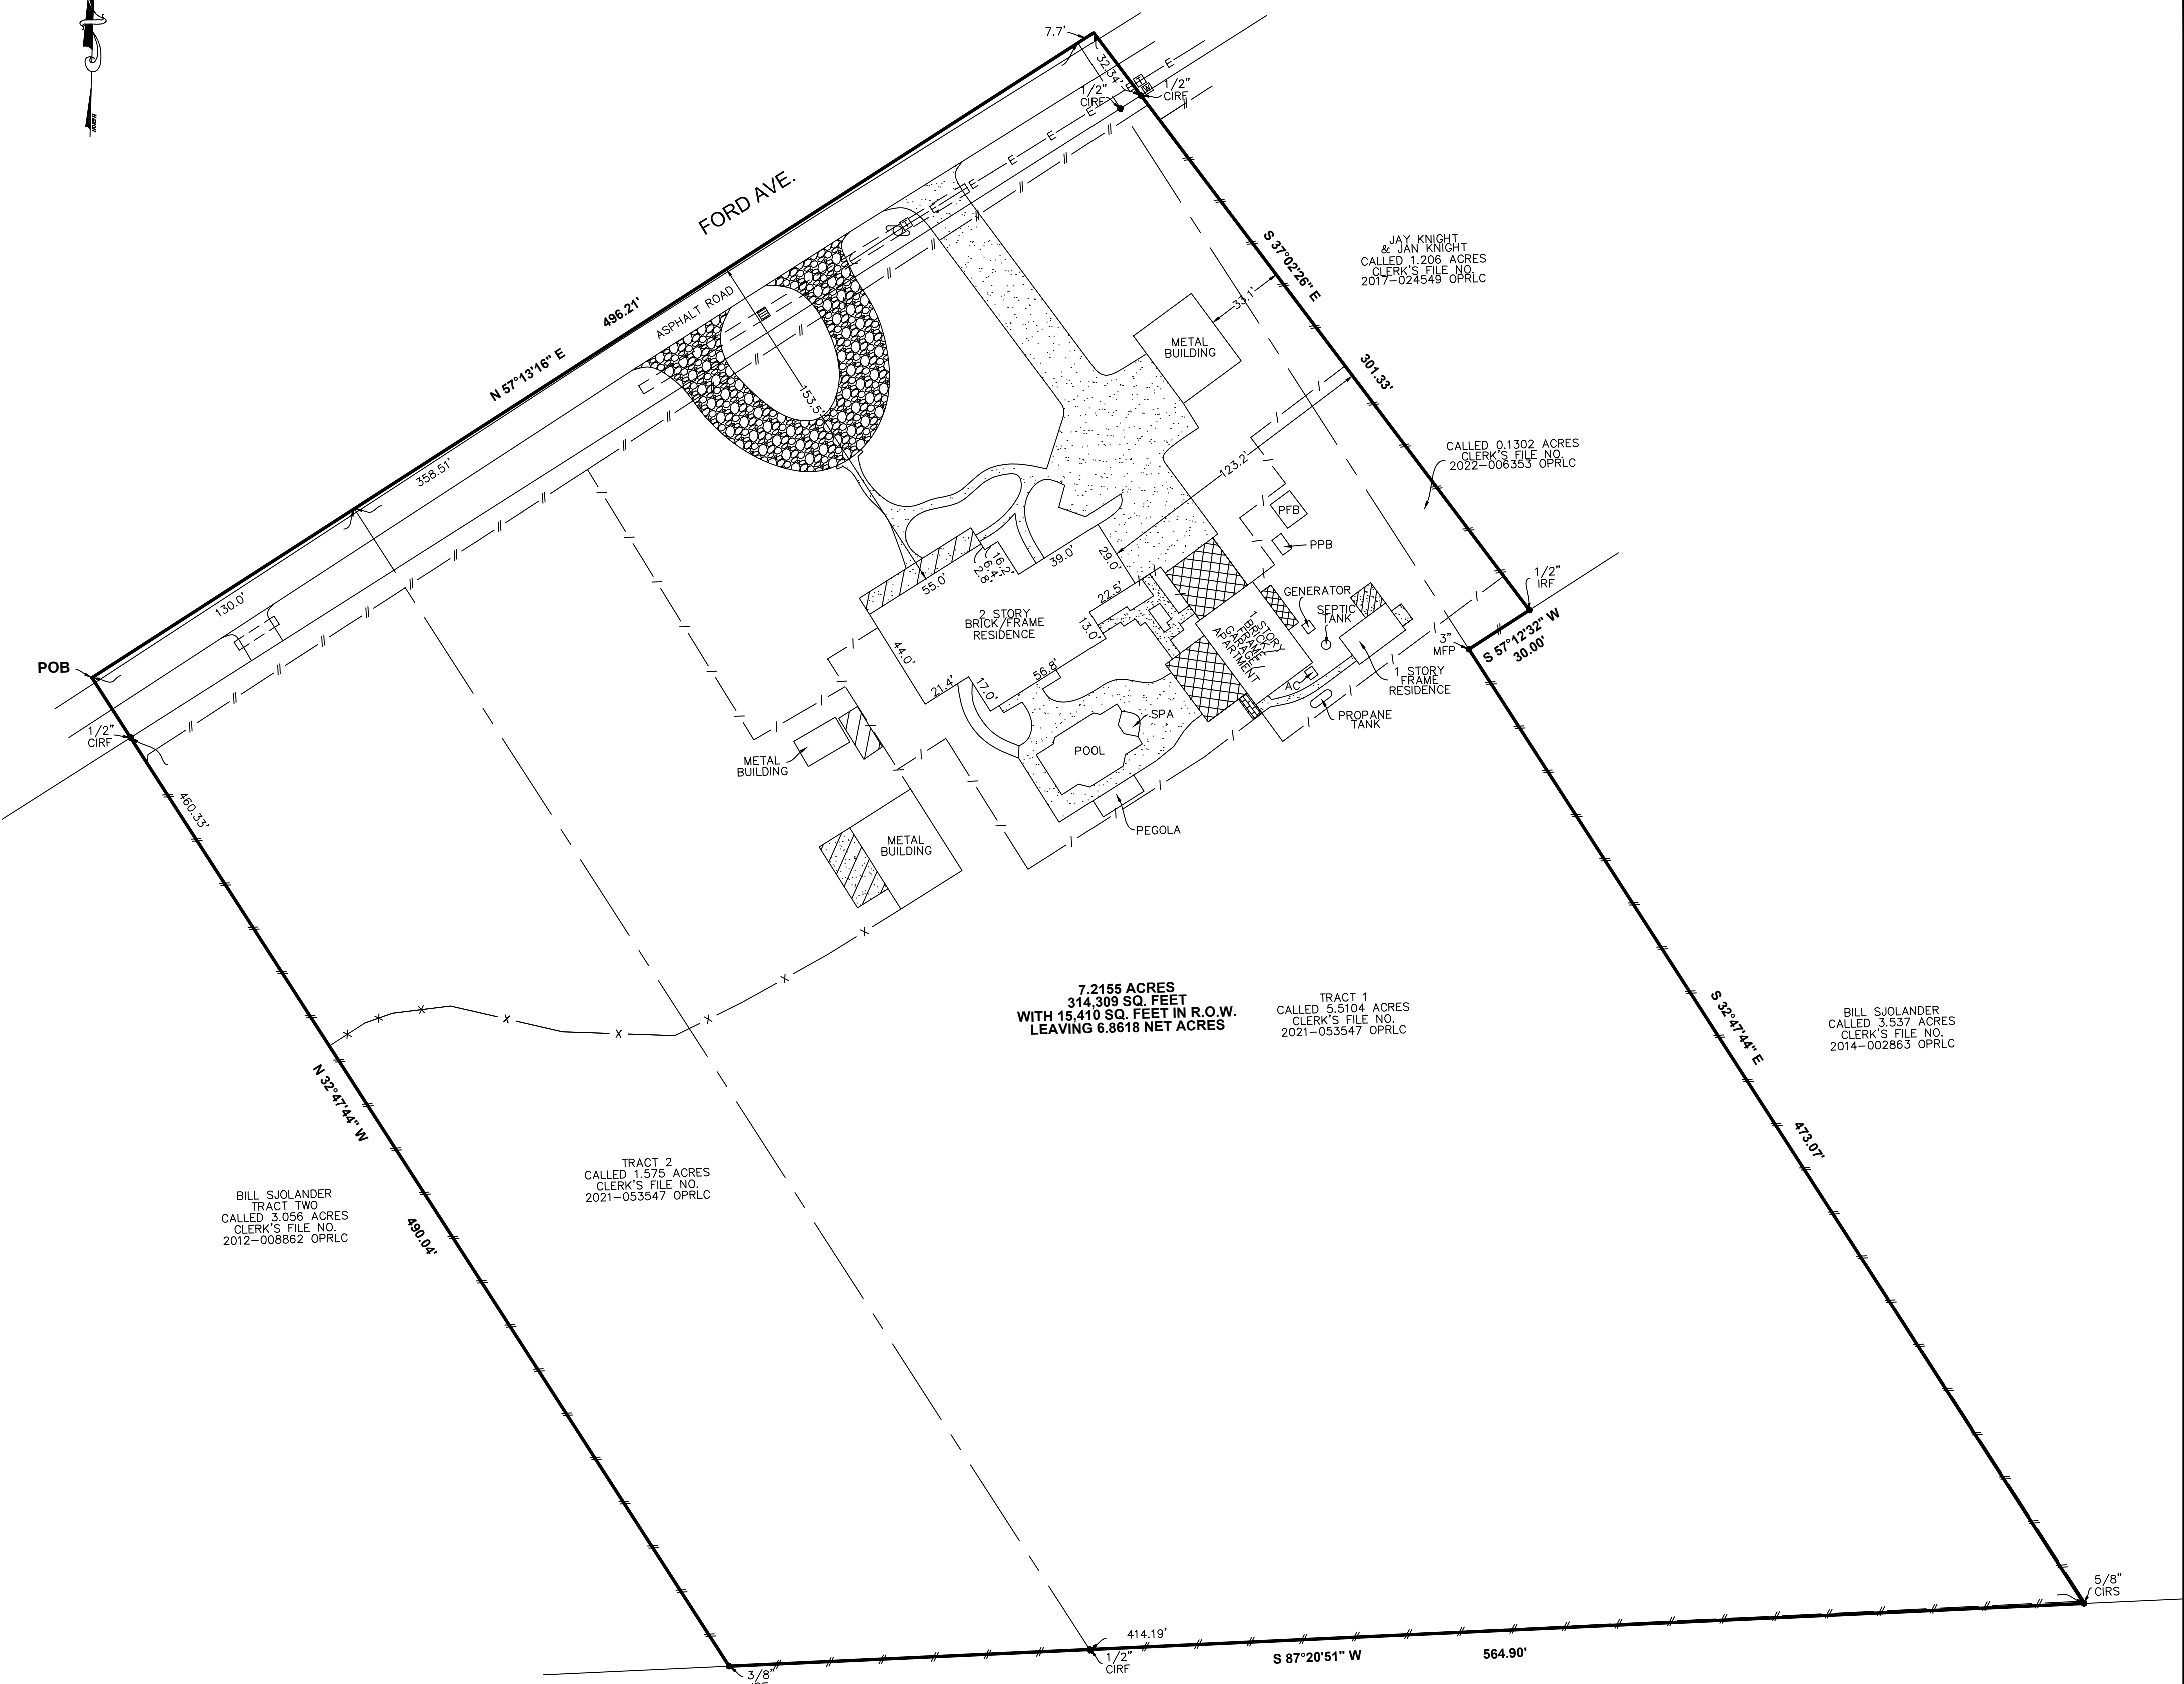 7.7'
32.34'
1/2"
CIRF
1/2"
CIRF
E
E
E
E
E
E
E
E
FORD AVE.
ASPHALT ROAD
496.21'
N 57°13'16" E
358.51'
130.0'
POB
1/2"
CIRF
460.33'
153.5'
S 37°02'26" E
JAY KNIGHT
& JAN KNIGHT
CALLED 1.206 ACRES
CLERK'S FILE NO.
2017-024549 OPRLC
33.1'
METAL
BUILDING
301.33'
CALLED 0.1302 ACRES
CLERK'S FILE NO.
2022-006353 OPRLC
123.2'
PFB
PPB
GENERATOR
SEPTIC
TANK
1/2"
IRF
S 57°12'32" W
30.00'
3"
MFP
1 STORY
FRAME
RESIDENCE
PROPANE
TANK
AC
1 STORY
BRICK/
FRAME
GARAGE/
APARTMENT
2 STORY
BRICK/FRAME
RESIDENCE
55.0'
2.8'
6.4'
16.2'
39.0'
29.0'
22.5'
13.0'
56.8'
17.0'
21.4'
44.0'
SPA
POOL
PEGOLA
METAL
BUILDING
METAL
BUILDING
X
X
X
X
X
X
X
X
7.2155 ACRES
314,309 SQ. FEET
WITH 15,410 SQ. FEET IN R.O.W.
LEAVING 6.8618 NET ACRES
TRACT 1
CALLED 5.5104 ACRES
CLERK'S FILE NO.
2021-053547 OPRLC
S 32°47'44" E
473.07'
BILL SJOLANDER
CALLED 3.537 ACRES
CLERK'S FILE NO.
2014-002863 OPRLC
N 32°47'44" W
490.04'
TRACT 2
CALLED 1.575 ACRES
CLERK'S FILE NO.
2021-053547 OPRLC
BILL SJOLANDER
TRACT TWO
CALLED 3.056 ACRES
CLERK'S FILE NO.
2012-008862 OPRLC
5/8"
CIRS
414.19'
1/2"
CIRF
S 87°20'51" W
564.90'
3/8"